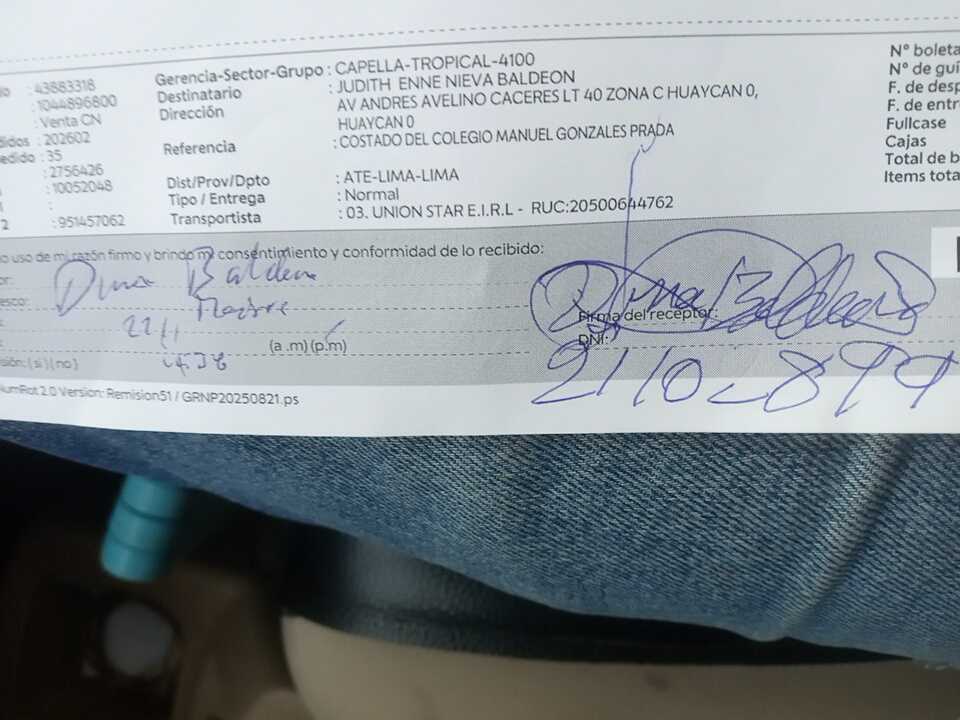 : 43883318
: 1044896800
: Venta CN
: 202602
: 35
: 2756426
: 10052048
:
: 951457062
Gerencia-Sector-Grupo : CAPELLA-TROPICAL-4100
Destinatario : JUDITH ENNE NIEVA BALDEON
Dirección : AV ANDRES AVELINO CACERES LT 40 ZONA C HUAYCAN 0,
HUAYCAN 0
Referencia : COSTADO DEL COLEGIO MANUEL GONZALES PRADA
Dist/Prov/Dpto : ATE-LIMA-LIMA
Tipo / Entrega : Normal
Transportista : 03. UNION STAR E.I.R.L - RUC:20500644762
N° boleta
N° de guí
F. de desp
F. de entr
Fullcase
Cajas
Total de b
Items tota
o uso de mi razón firmo y brindo mi consentimiento y conformidad de lo recibido:
Baldeon
(a .m) (p.m)
( si ) ( no )
Firma del receptor:
DNI:
NumRot 2.0 Version: Remision51 / GRNP20250821.ps